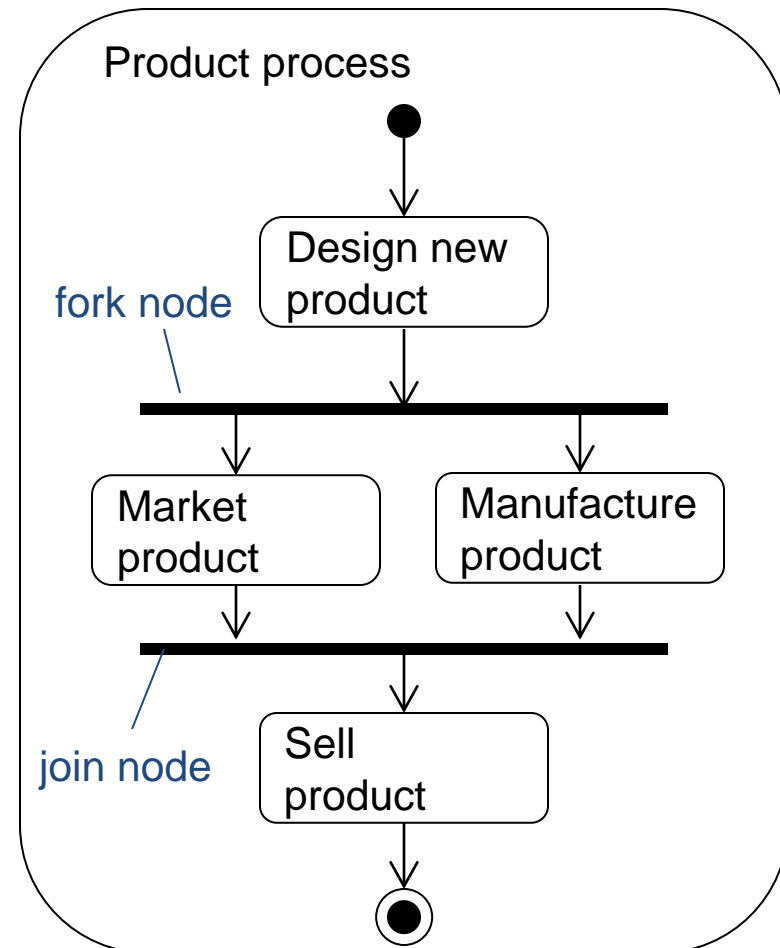 Product process
Design new
product
fork node
Market
product
Manufacture
product
join node
Sell
product